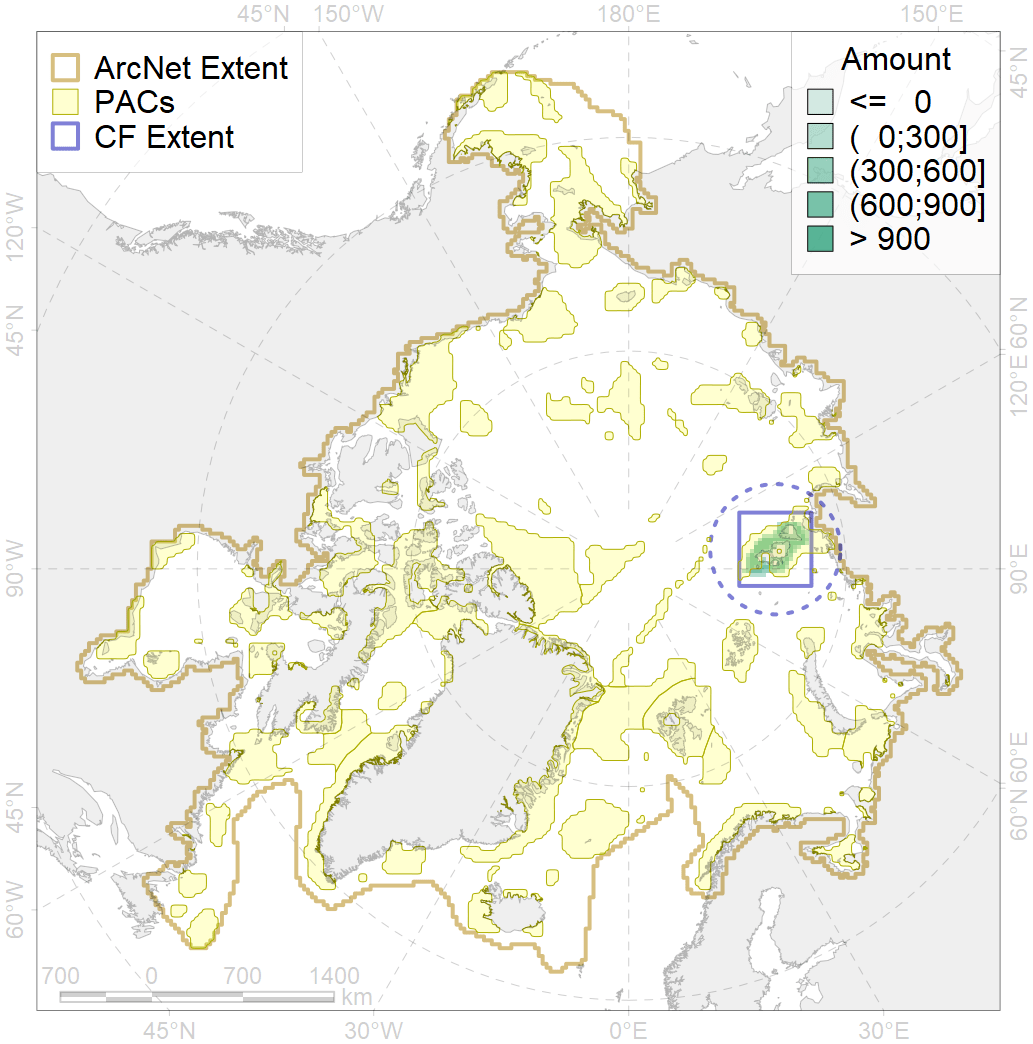 45°N 150°W 180°E 150°E
ArcNet Extent
PACs
CF Extent
Amount
<= 0
( 0;300]
(300;600]
(600;900]
> 900
45°N
120°W
45°N
90°W
45°N
60°W
60°N
120°E
90°E
60°E
60°N
700 0 700 1400
km
45°N 30°W 0°E 30°E